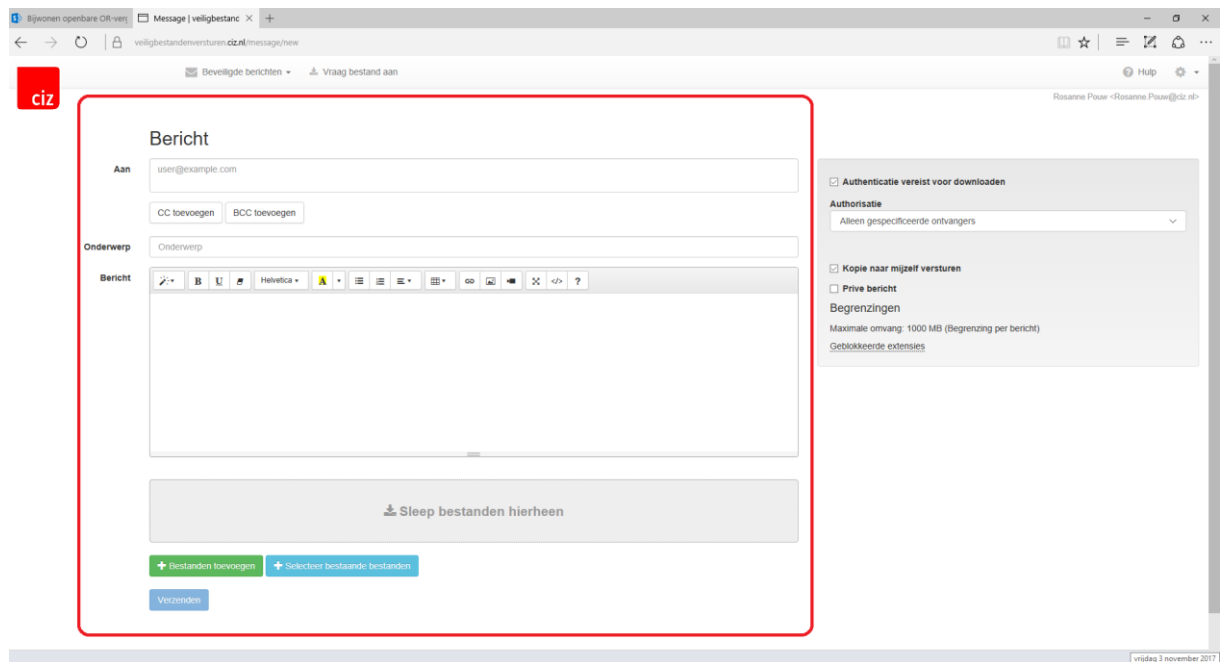 Bijwonen openbare OR-verg
Message | veiligbestand
veiligbestandenversturen.ciz.nl/message/new
Beveiligde berichten
Vraag bestand aan
Hulp
ciz
Rosanne Pouw <Rosanne.Pouw@ciz.nl>
Bericht
Aan
user@example.com
CC toevoegen
BCC toevoegen
Onderwerp
Onderwerp
Bericht
B U Helvetica A ?
Sleep bestanden hierheen
Bestanden toevoegen
Selecteer bestaande bestanden
Verzenden
Authenticatie vereist voor downloaden
Authorisatie
Alleen gespecificeerde ontvangers
Kopie naar mijzelf versturen
Prive bericht
Begrenzingen
Maximale omvang: 1000 MB (Begrenzing per bericht)
Geblokkeerde extensies
vrijdag 3 november 2017